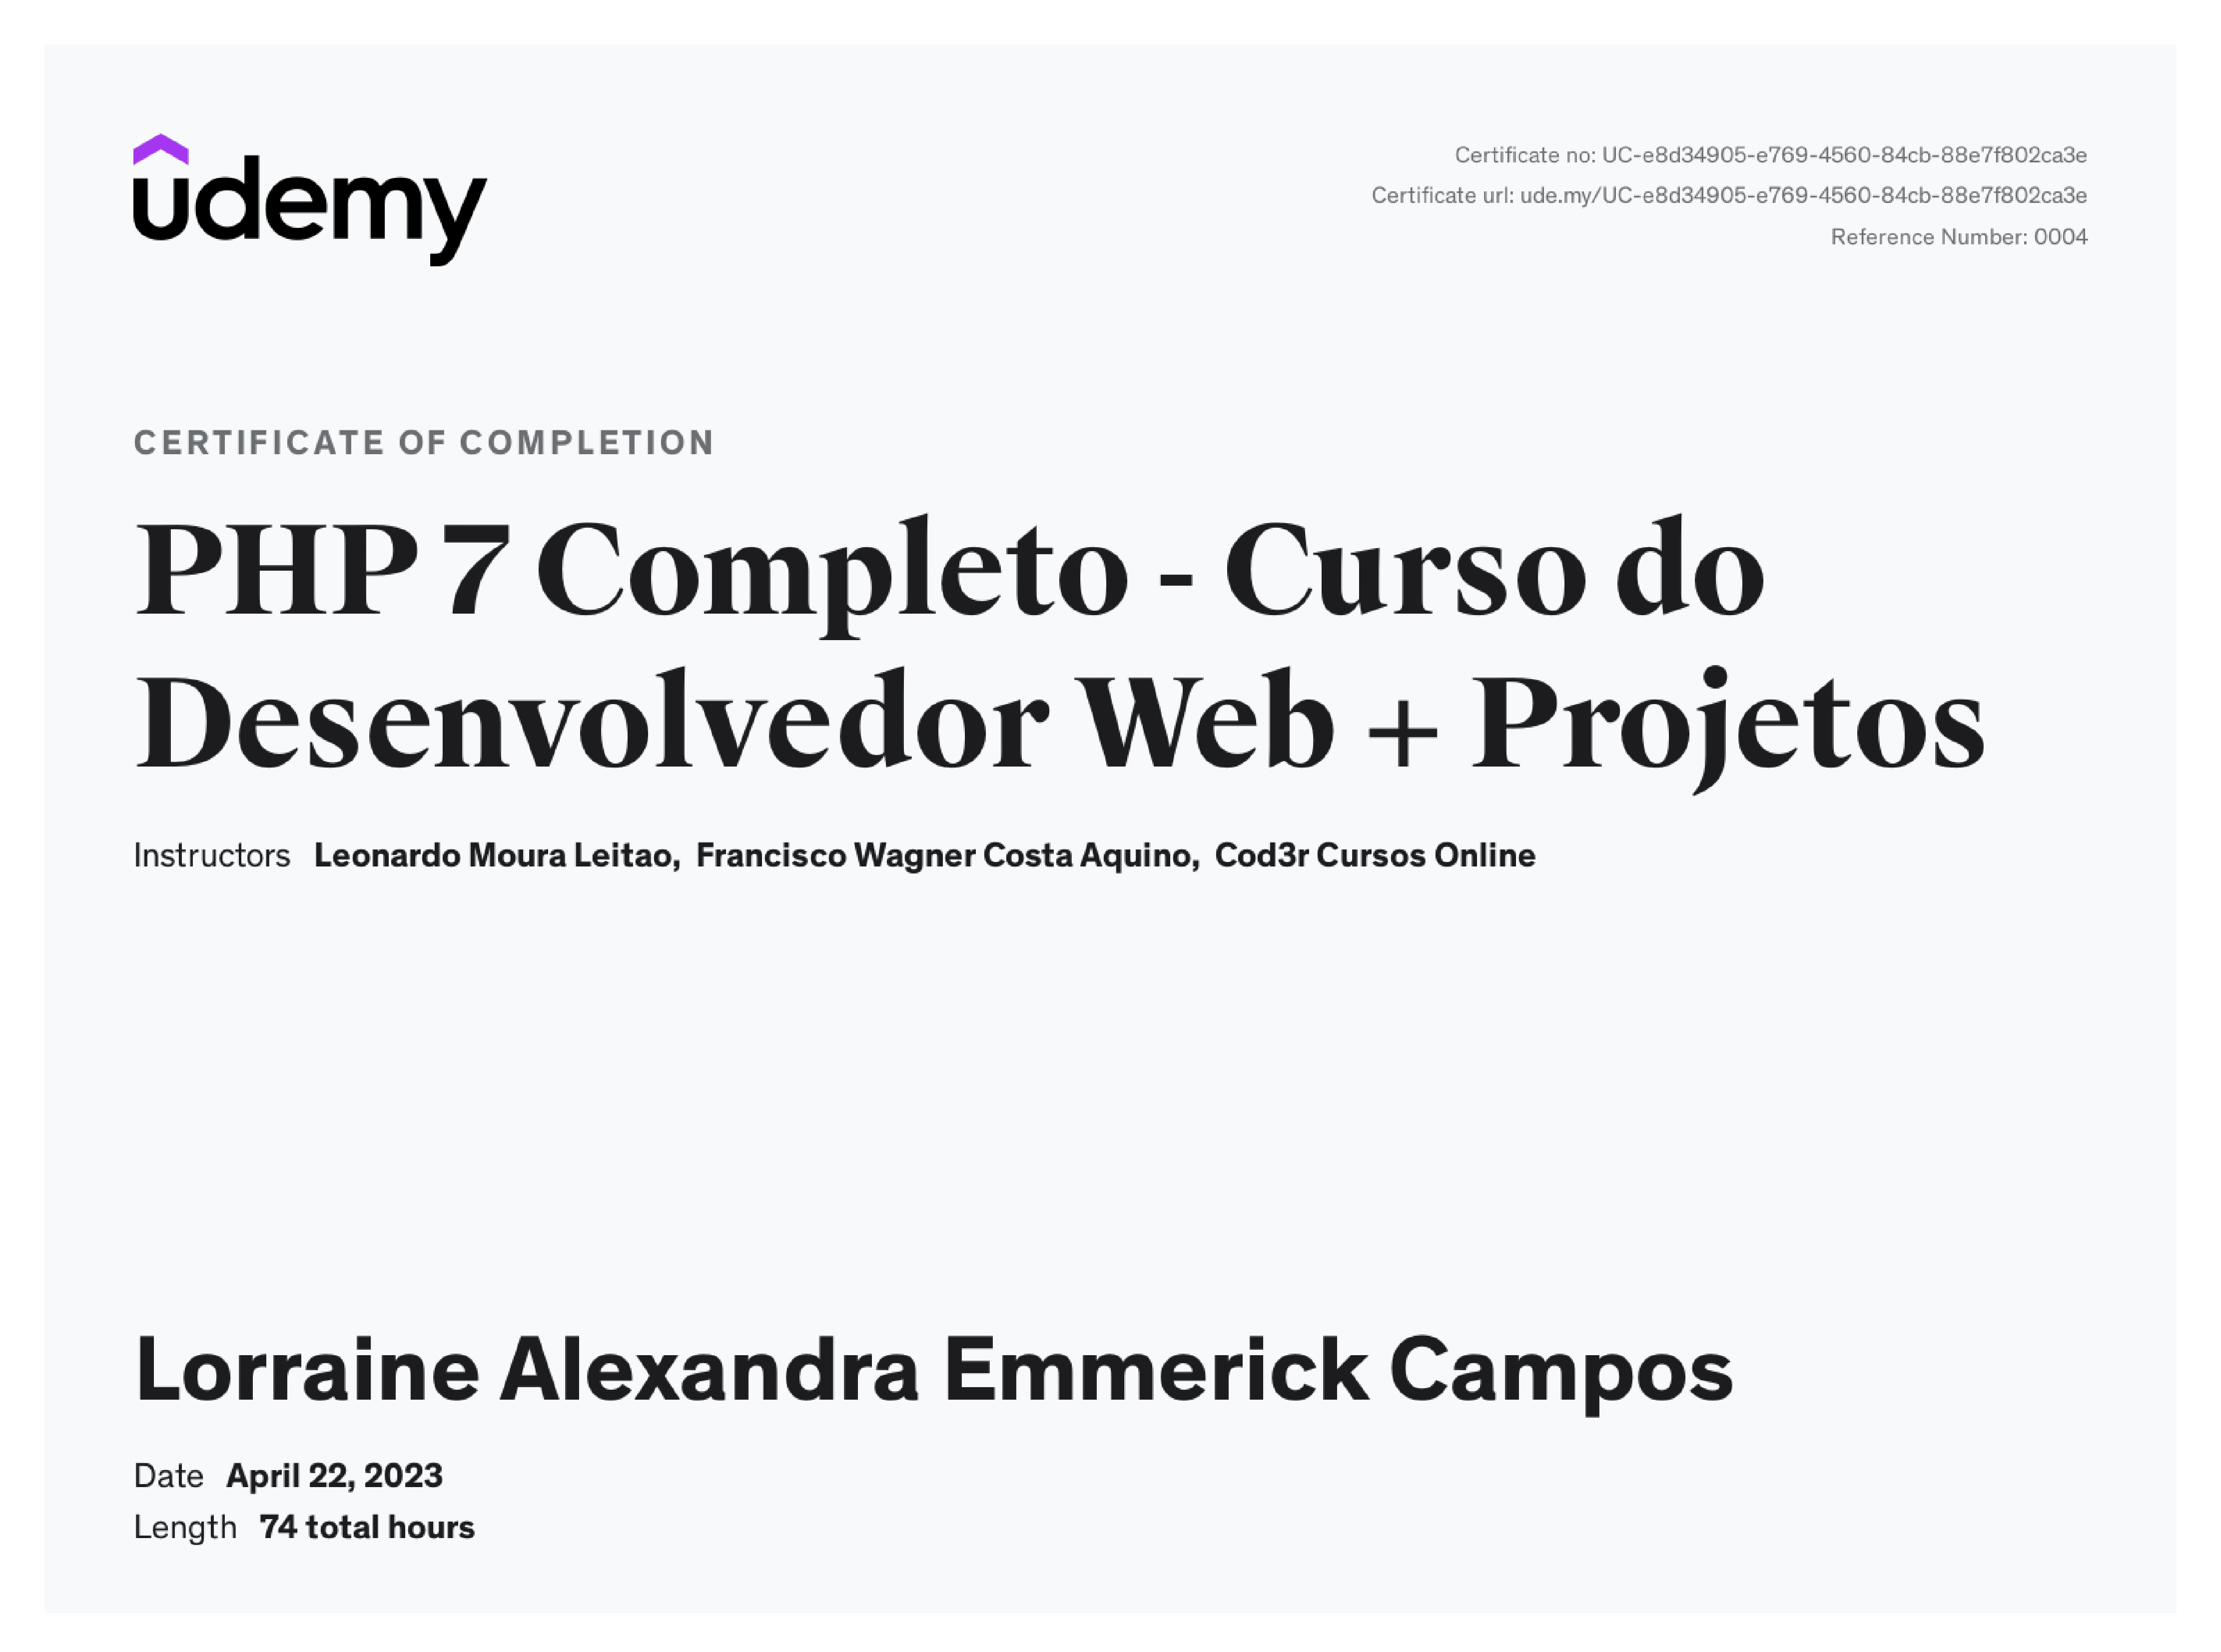 udemy
Certificate no: UC-e8d34905-e769-4560-84cb-88e7f802ca3e
Certificate url: ude.my/UC-e8d34905-e769-4560-84cb-88e7f802ca3e
Reference Number: 0004
CERTIFICATE OF COMPLETION
PHP 7 Completo - Curso do
Desenvolvedor Web + Projetos
Instructors Leonardo Moura Leitao, Francisco Wagner Costa Aquino, Cod3r Cursos Online
Lorraine Alexandra Emmerick Campos
Date April 22, 2023
Length 74 total hours